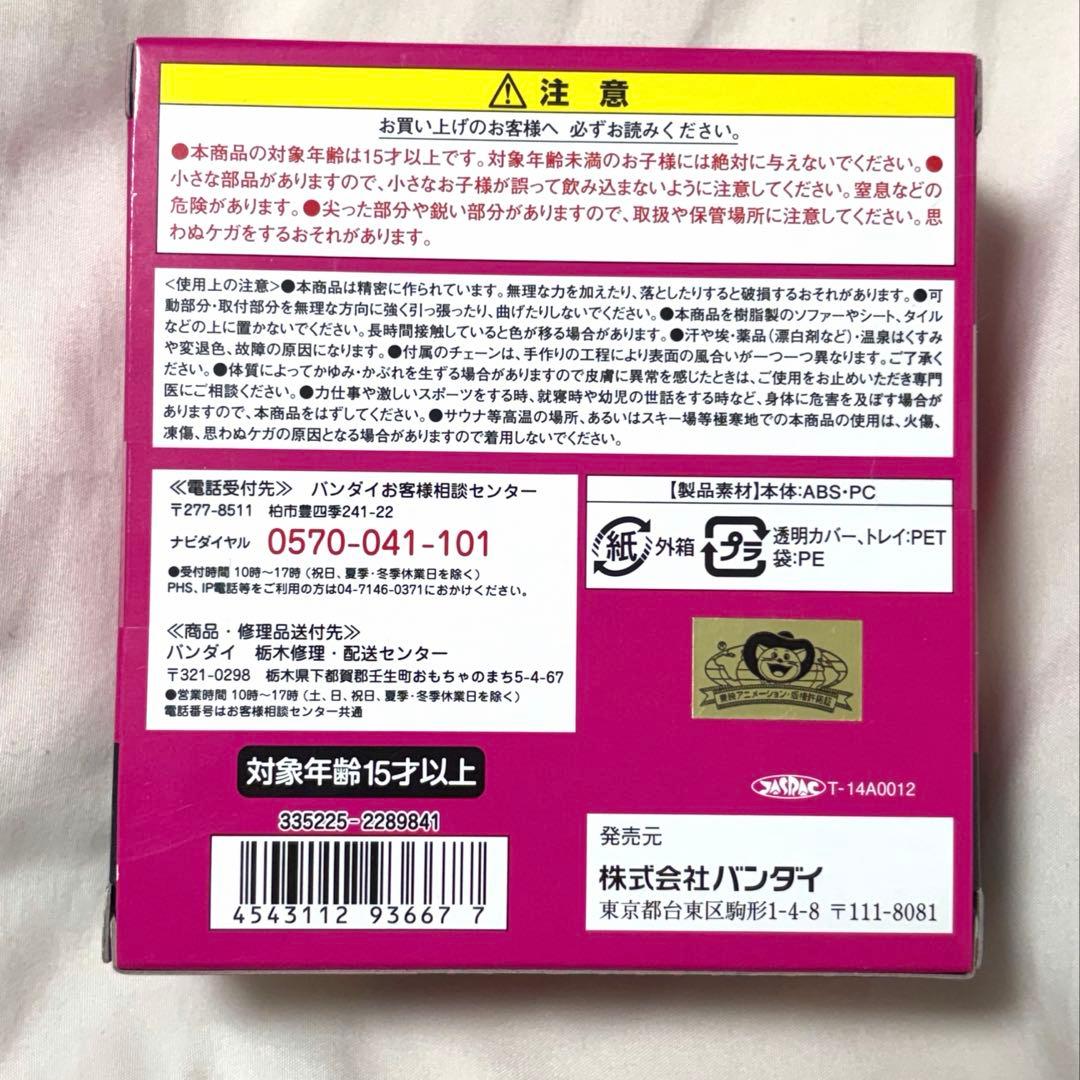 注 意
お買い上げのお客様へ 必ずお読みください。
●本商品の対象年齢は15才以上です。対象年齢未満のお子様には絶対に与えないでください。●
小さな部品がありますので、小さなお子様が誤って飲み込まないように注意してください。窒息などの
危険があります。●尖った部分や鋭い部分がありますので、取扱や保管場所に注意してください。思
わぬケガをするおそれがあります。
<使用上の注意>●本商品は精密に作られています。無理な力を加えたり、落としたりすると破損するおそれがあります。●可
動部分・取付部分を無理な方向に強く引っ張ったり、曲げたりしないでください。●本商品を樹脂製のソファーやシート、タイル
などの上に置かないでください。長時間接触していると色が移る場合があります。●汗や埃・薬品(漂白剤など)・温泉はくすみ
や変退色、故障の原因になります。●付属のチェーンは、手作りの工程により表面の風合いが一つ一つ異なります。ご了承く
ださい。●体質によってかゆみ・かぶれを生ずる場合がありますので皮膚に異常を感じたときは、ご使用をお止めいただき専門
医にご相談ください。●力仕事や激しいスポーツをする時、就寝時や幼児の世話をする時など、身体に危害を及ぼす場合が
ありますので、本商品をはずしてください。●サウナ等高温の場所、あるいはスキー場等極寒地での本商品の使用は、火傷、
凍傷、思わぬケガの原因となる場合がありますので着用しないでください。
≪電話受付先≫ バンダイお客様相談センター
〒277-8511 柏市豊四季241-22
ナビダイヤル 0570-041-101
●受付時間 10時〜17時(祝日、夏季・冬季休業日を除く)
PHS、IP電話等をご利用の方は04-7146-0371におかけください。
≪商品・修理品送付先≫
バンダイ 栃木修理・配送センター
〒321-0298 栃木県下都賀郡壬生町おもちゃのまち5-4-67
●営業時間 10時〜17時(土、日、祝日、夏季・冬季休業日を除く)
電話番号はお客様相談センター共通
【製品素材】本体:ABS・PC
紙 外箱
プラ 透明カバー、トレイ:PET
袋:PE
東映アニメーション・版権許諾証
対象年齢15才以上
335225-2289841
4543112 93667 7
JASPAC T-14A0012
発売元
株式会社バンダイ
東京都台東区駒形1-4-8 〒111-8081